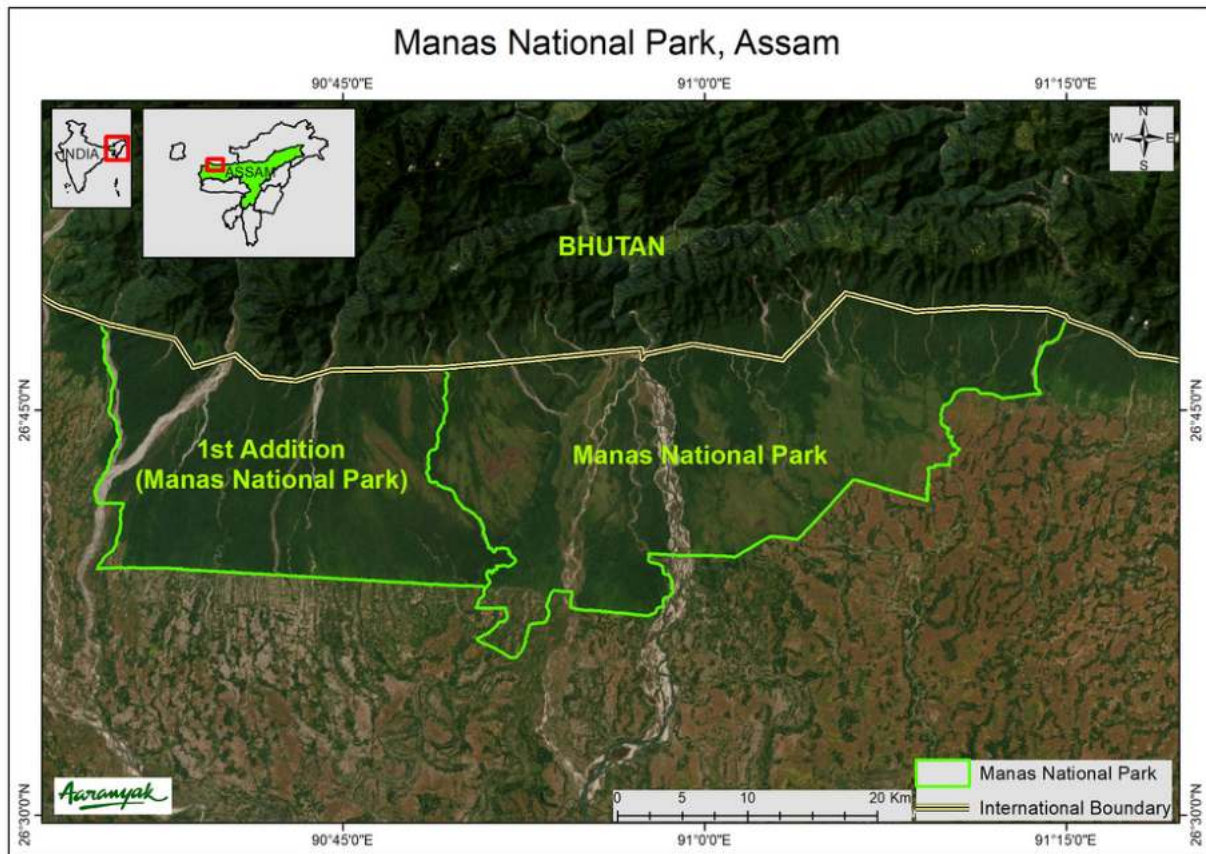 Manas National Park, Assam
90°45'0"E
91°0'0"E
91°15'0"E
INDIA
ASSAM
N
W
E
S
BHUTAN
26°45'0"N
26°45'0"N
1st Addition
(Manas National Park)
Manas National Park
Aaranyak
Manas National Park
International Boundary
0 5 10 20 Km
26°30'0"N
26°30'0"N
90°45'0"E
91°0'0"E
91°15'0"E